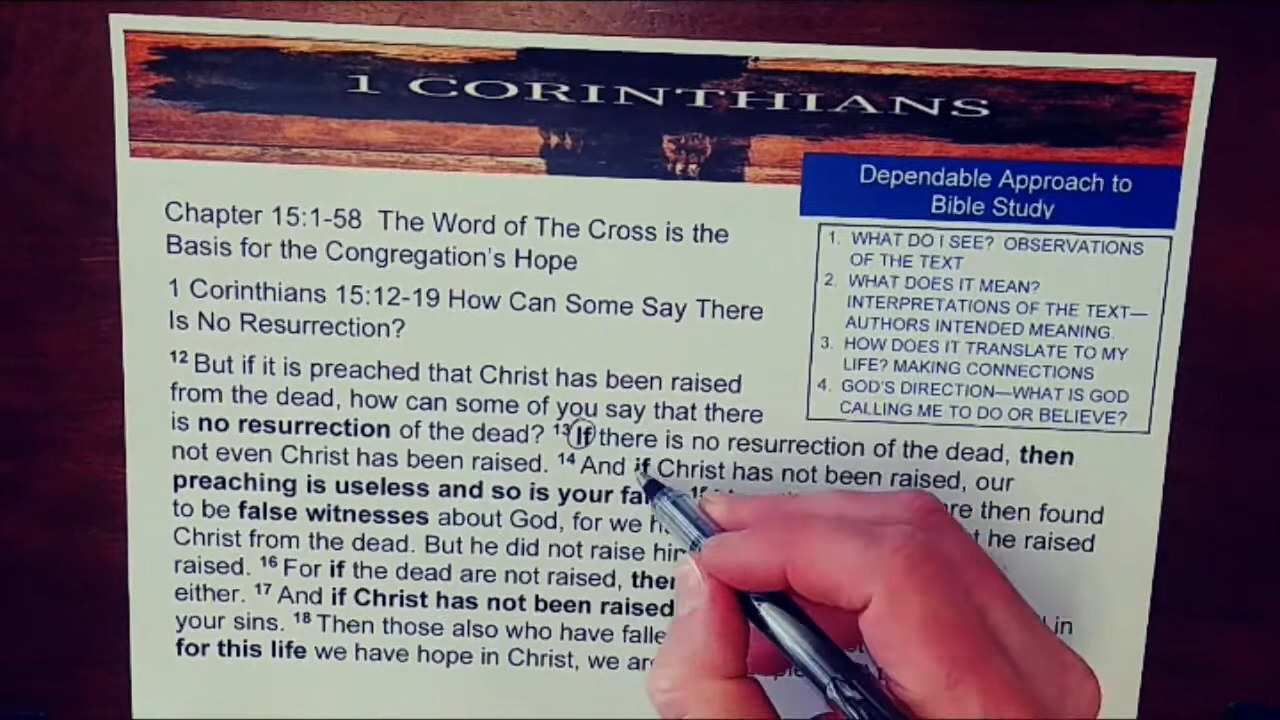 1 CORINTHIANS
Dependable Approach to
Bible Study
1. WHAT DO I SEE? OBSERVATIONS
OF THE TEXT
2. WHAT DOES IT MEAN?
INTERPRETATIONS OF THE TEXT—
AUTHORS INTENDED MEANING.
3. HOW DOES IT TRANSLATE TO MY
LIFE? MAKING CONNECTIONS
4. GOD'S DIRECTION—WHAT IS GOD
CALLING ME TO DO OR BELIEVE?
Chapter 15:1-58 The Word of The Cross is the
Basis for the Congregation's Hope
1 Corinthians 15:12-19 How Can Some Say There
Is No Resurrection?
12 But if it is preached that Christ has been raised
from the dead, how can some of you say that there
is no resurrection of the dead? 13 If there is no resurrection of the dead, then
not even Christ has been raised. 14 And if Christ has not been raised, our
preaching is useless and so is your are then found
to be false witnesses about God, for we he raised
Christ from the dead. But he did not raise
raised. 16 For if the dead are not raised,
either. 17 And if Christ has not been raised in
your sins. 18 Then those also who have
for this life we have hope in Christ, we